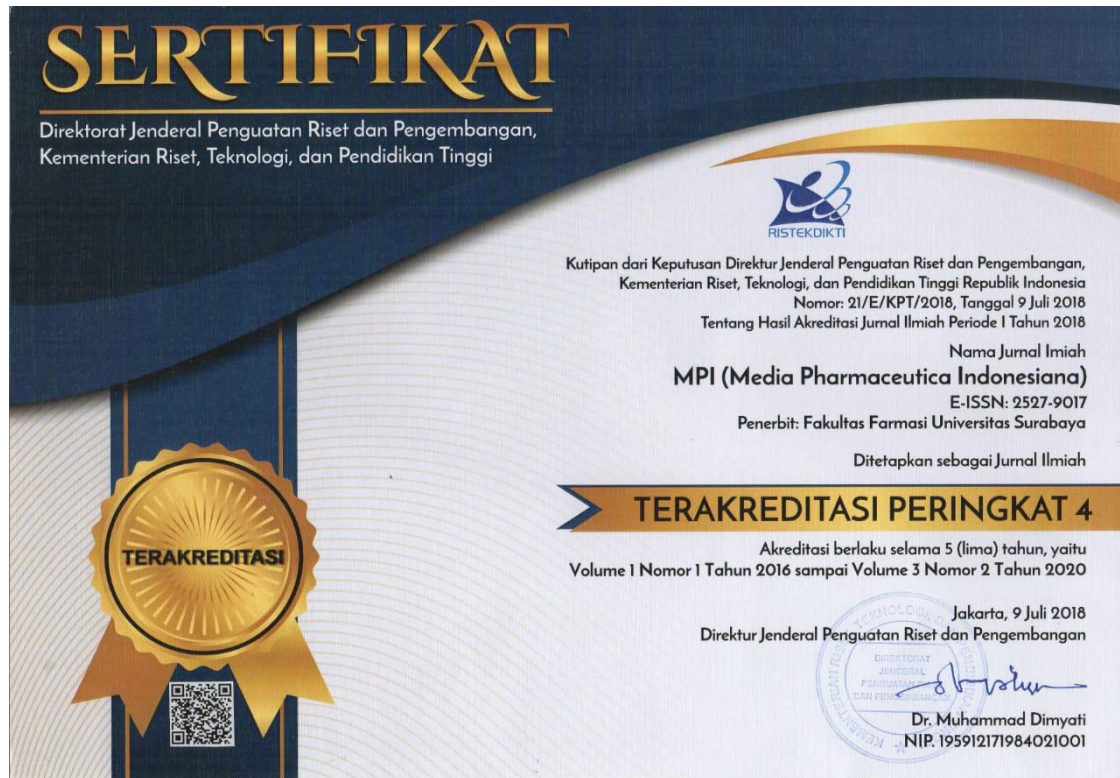 SERTIFIKAT
Direktorat Jenderal Penguatan Riset dan Pengembangan,
Kementerian Riset, Teknologi, dan Pendidikan Tinggi
RISTEKDIKTI
Kutipan dari Keputusan Direktur Jenderal Penguatan Riset dan Pengembangan,
Kementerian Riset, Teknologi, dan Pendidikan Tinggi Republik Indonesia
Nomor: 21/E/KPT/2018, Tanggal 9 Juli 2018
Tentang Hasil Akreditasi Jurnal Ilmiah Periode I Tahun 2018
Nama Jurnal Imiah
MPI (Media Pharmaceutica Indonesiana)
E-ISSN: 2527-9017
Penerbit: Fakultas Farmasi Universitas Surabaya
Ditetapkan sebagai Jurnal Ilmiah
TERAKREDITASI PERINGKAT 4
Akreditasi berlaku selama 5 (lima) tahun, yaitu
Volume 1 Nomor 1 Tahun 2016 sampai Volume 3 Nomor 2 Tahun 2020
TERAKREDITASI
Jakarta, 9 Juli 2018
Direktur Jenderal Penguatan Riset dan Pengembangan
DIREKTORAT
JENDERAL
PENGUATAN
DAN PENGEMBANGAN
Dr. Muhammad Dimyati
NIP. 195912171984021001